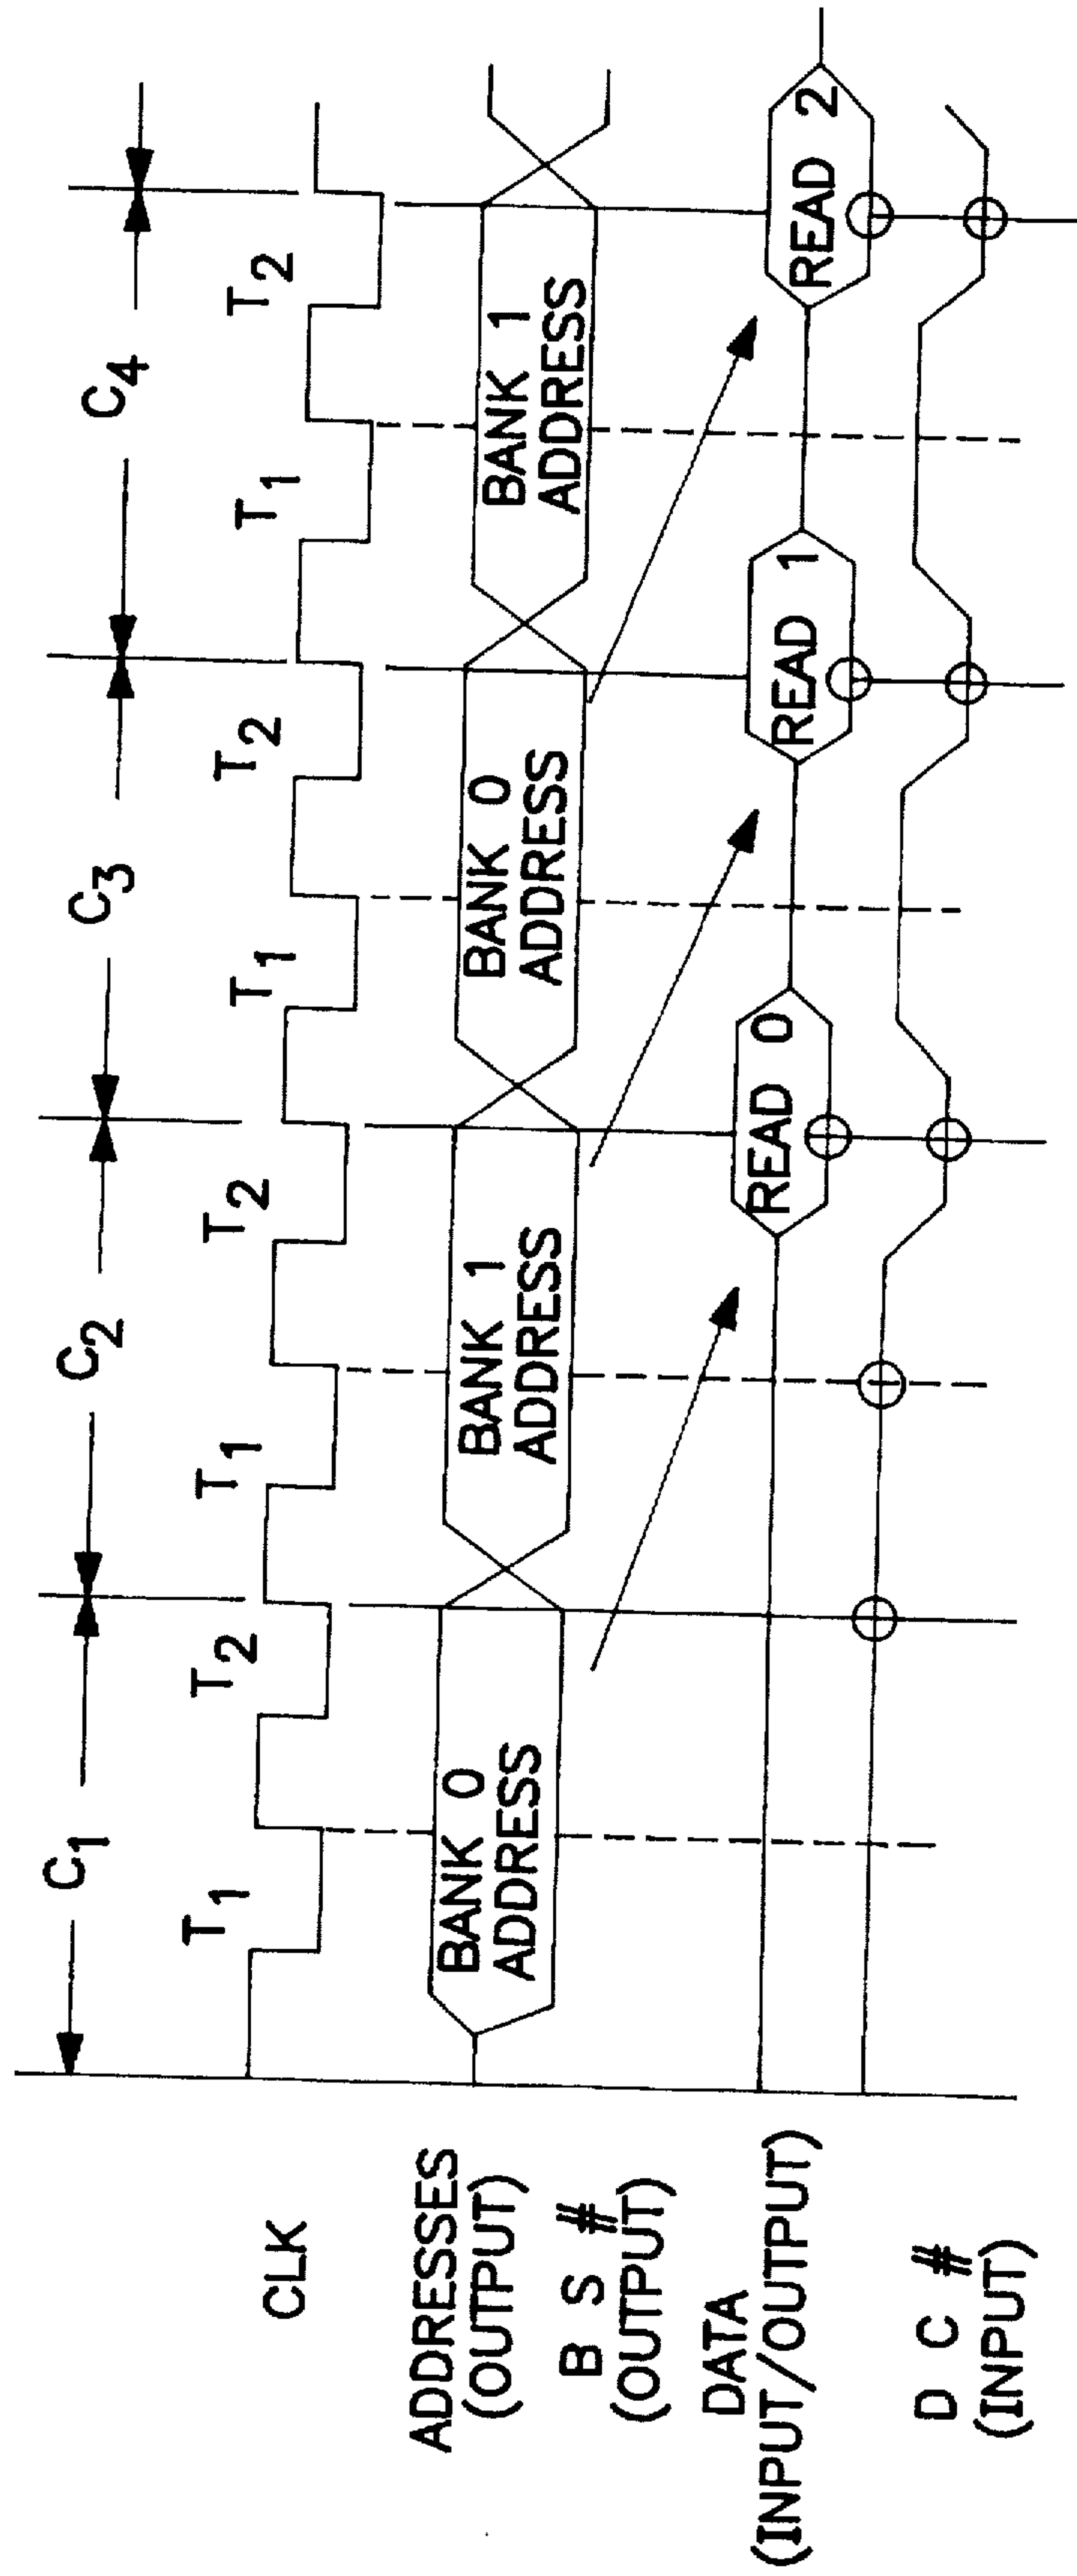 C1 C2 C3 C4
T1 T2 T1 T2 T1 T2 T1 T2
CLK
ADDRESSES
(OUTPUT)
BANK 0
ADDRESS
BANK 1
ADDRESS
BANK 0
ADDRESS
BANK 1
ADDRESS
B S #
(OUTPUT)
DATA
(INPUT/OUTPUT)
READ 0
READ 1
READ 2
D C #
(INPUT)